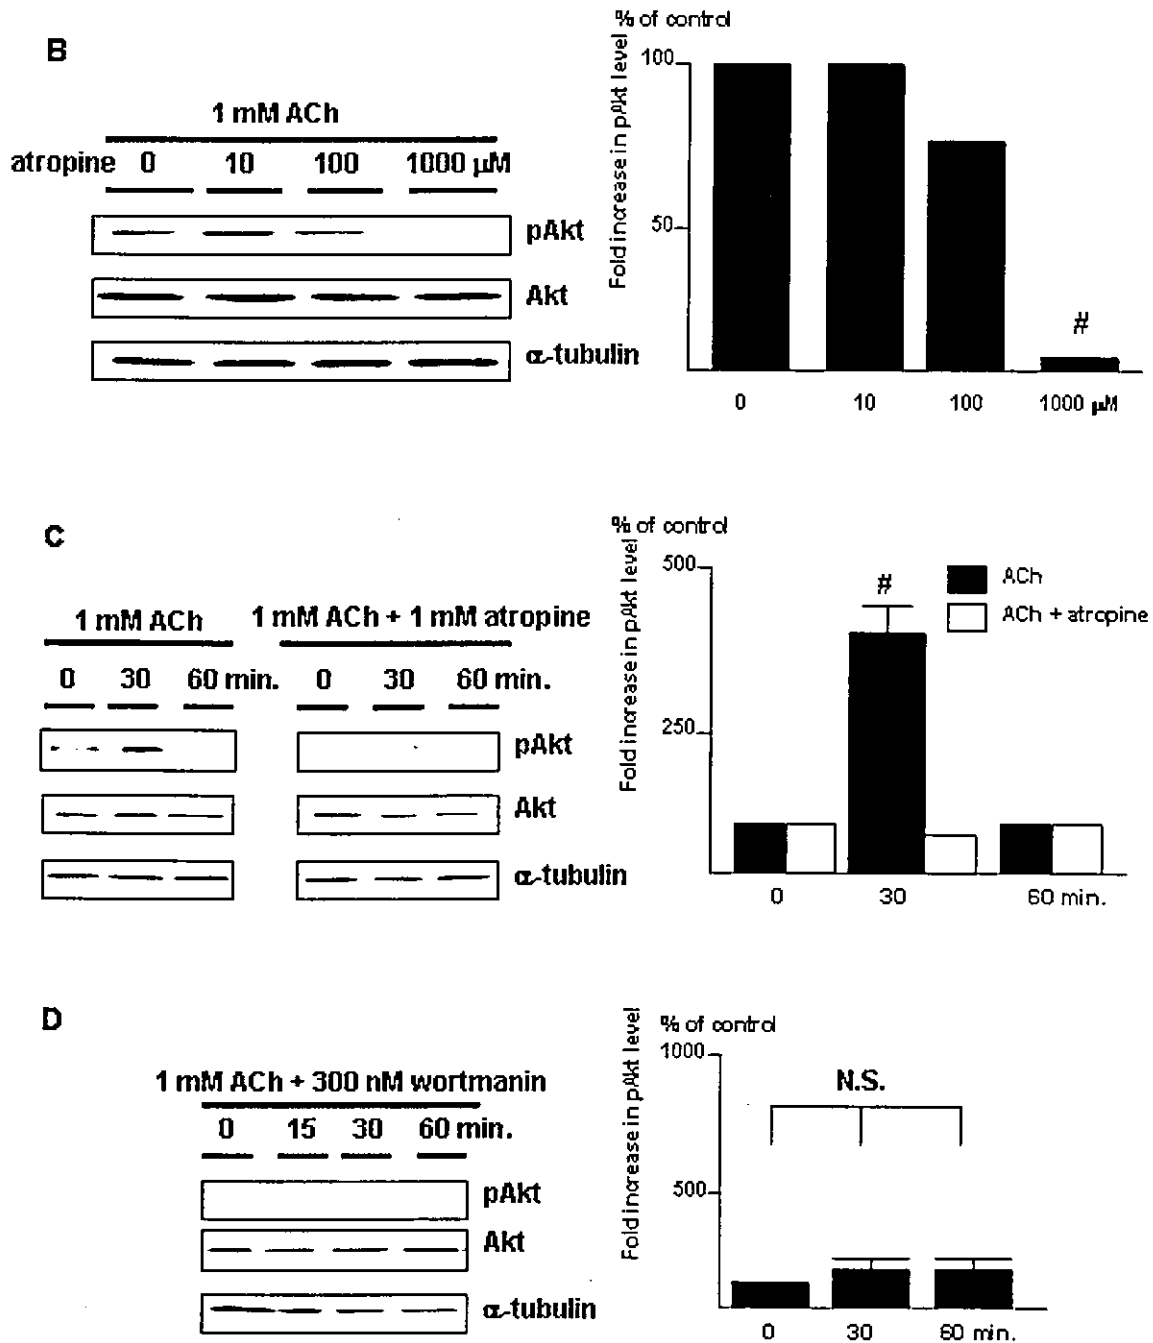 B
1 mM ACh
atropine 0 10 100 1000 µM
pAkt
Akt
α-tubulin
% of control
Fold increase in pAkt level
100
50
#
0 10 100 1000 µM
C
1 mM ACh
1 mM ACh + 1 mM atropine
0 30 60 min.
0 30 60 min.
pAkt
Akt
α-tubulin
% of control
Fold increase in pAkt level
500
250
#
ACh
ACh + atropine
0 30 60 min.
D
1 mM ACh + 300 nM wortmanin
0 15 30 60 min.
pAkt
Akt
α-tubulin
% of control
Fold increase in pAkt level
1000
500
N.S.
0 30 60 min.